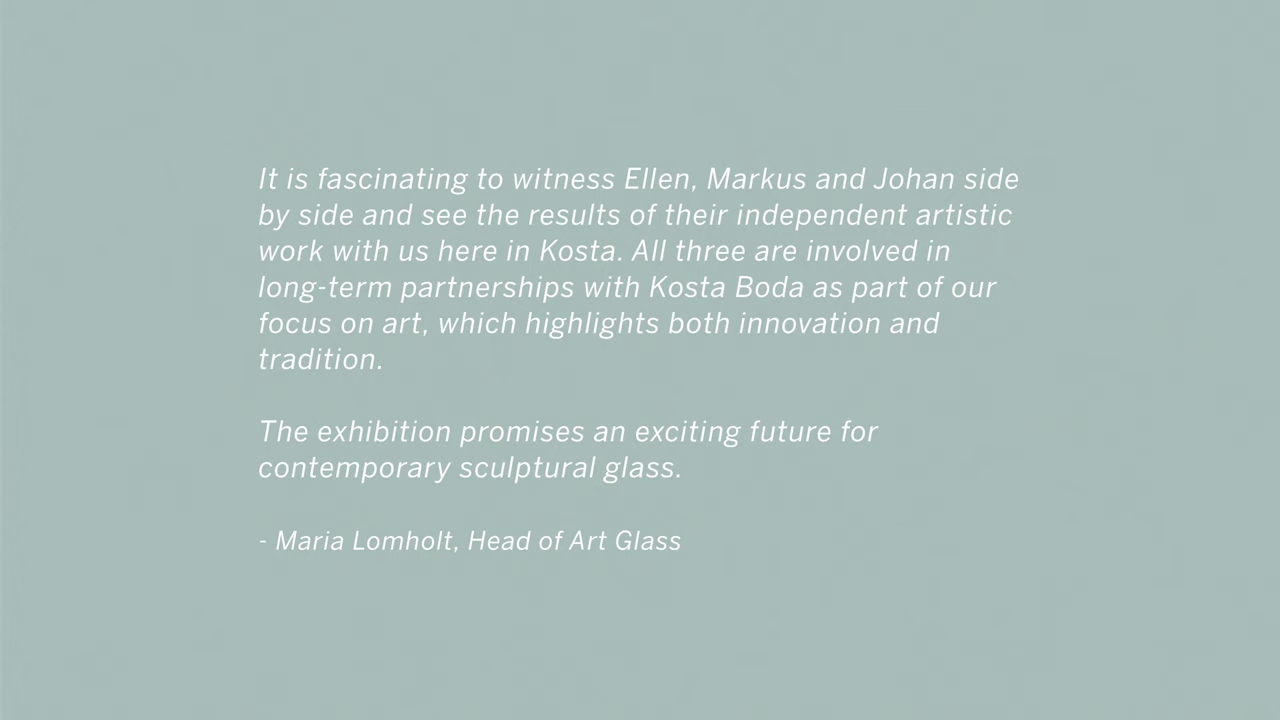 It is fascinating to witness Ellen, Markus and Johan side
by side and see the results of their independent artistic
work with us here in Kosta. All three are involved in
long-term partnerships with Kosta Boda as part of our
focus on art, which highlights both innovation and
tradition.
The exhibition promises an exciting future for
contemporary sculptural glass.
- Maria Lomholt, Head of Art Glass